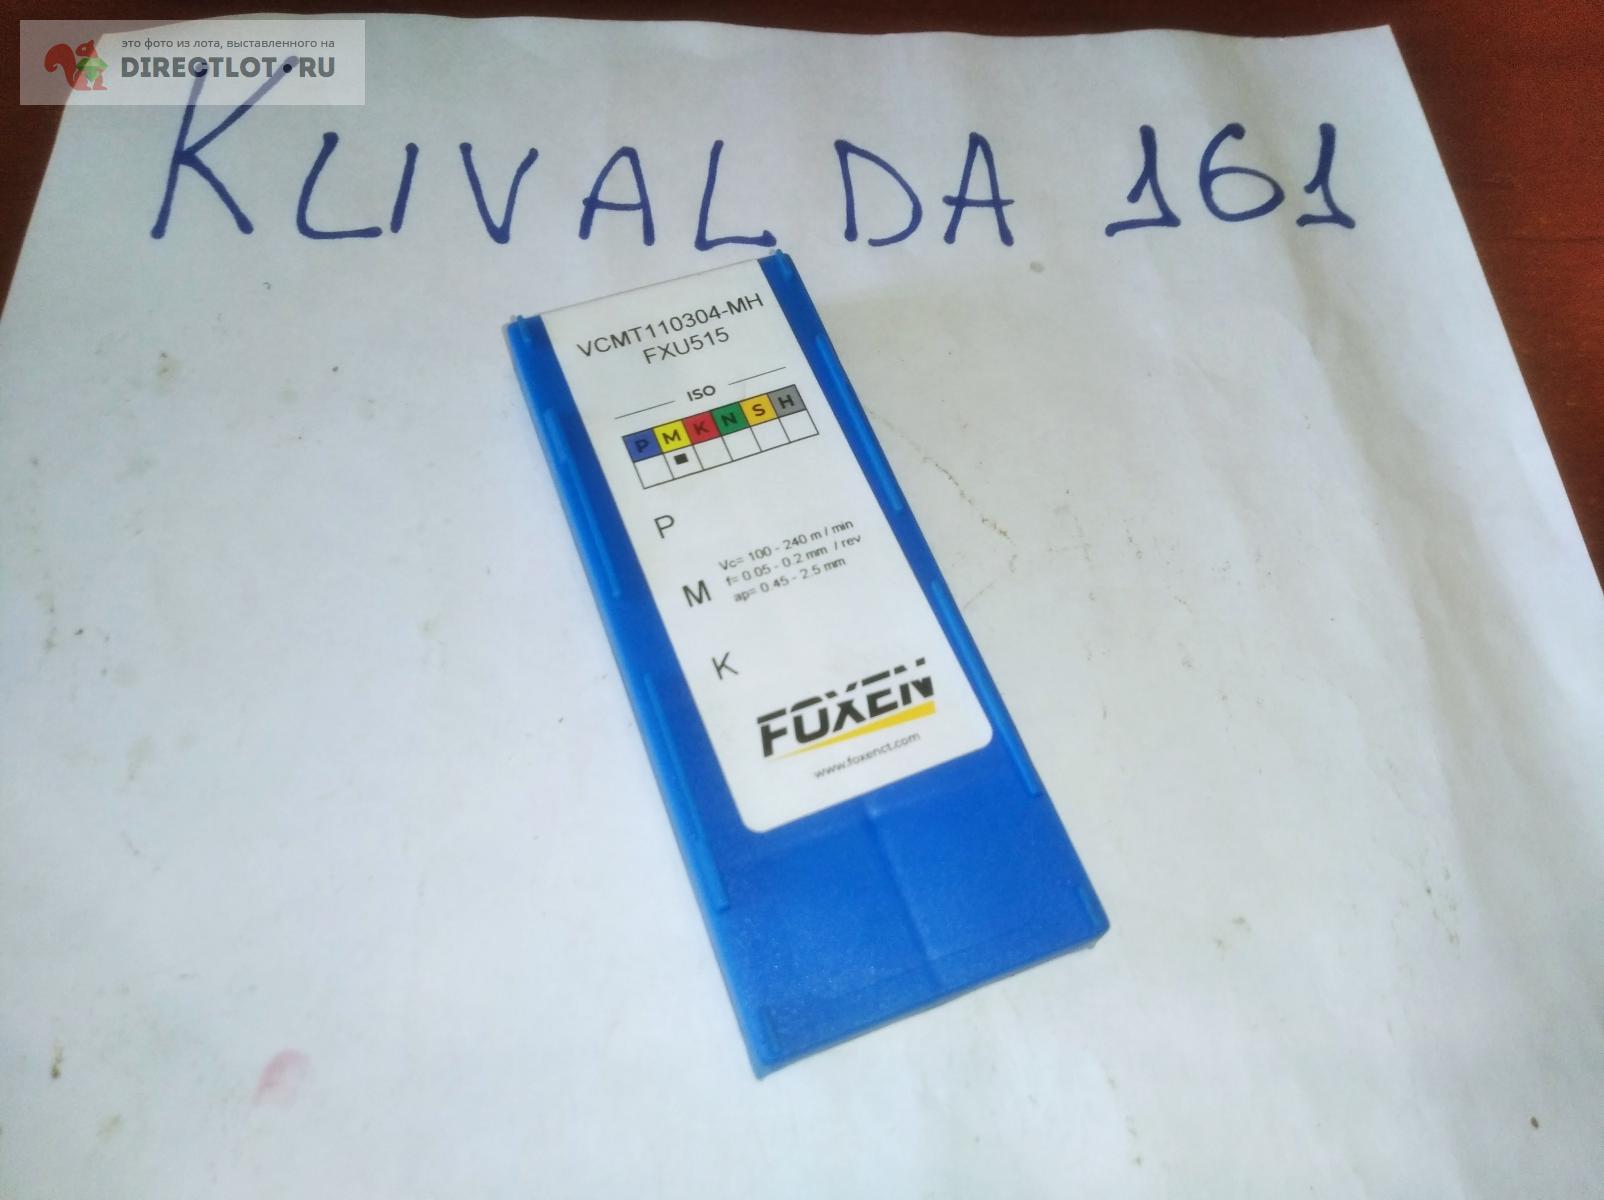 это фото из лота, выставленного на
DIRECTLOT.RU
KLIVALDA 161
VCMT110304-MH
FXU515
ISO
P M K N S H
P
Vc= 100 - 240 m / min
f= 0.05 - 0.2 mm / rev
M
ap= 0.45 - 2.5 mm
K
FOXEN
www.foxenct.com